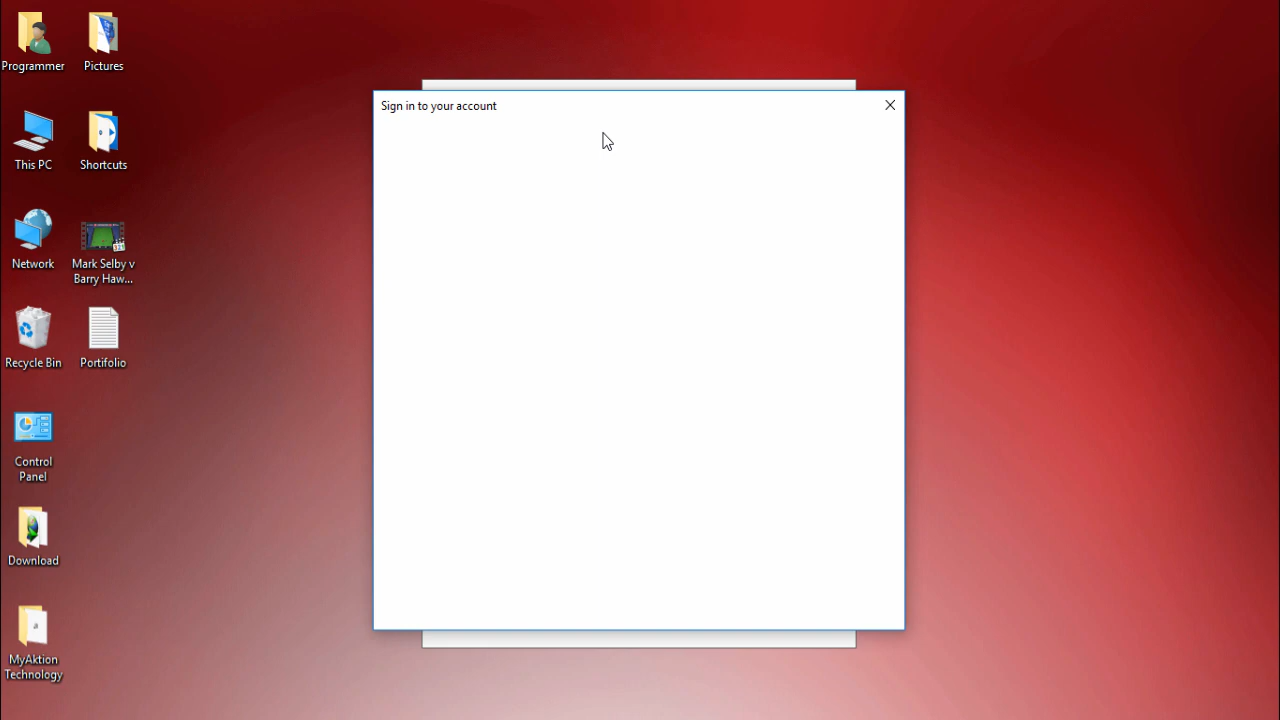 Programmer
Pictures
Sign in to your account
This PC
Shortcuts
Network
Mark Selby v
Barry Haw...
Recycle Bin
Portifolio
Control
Panel
Download
MyAktion
Technology